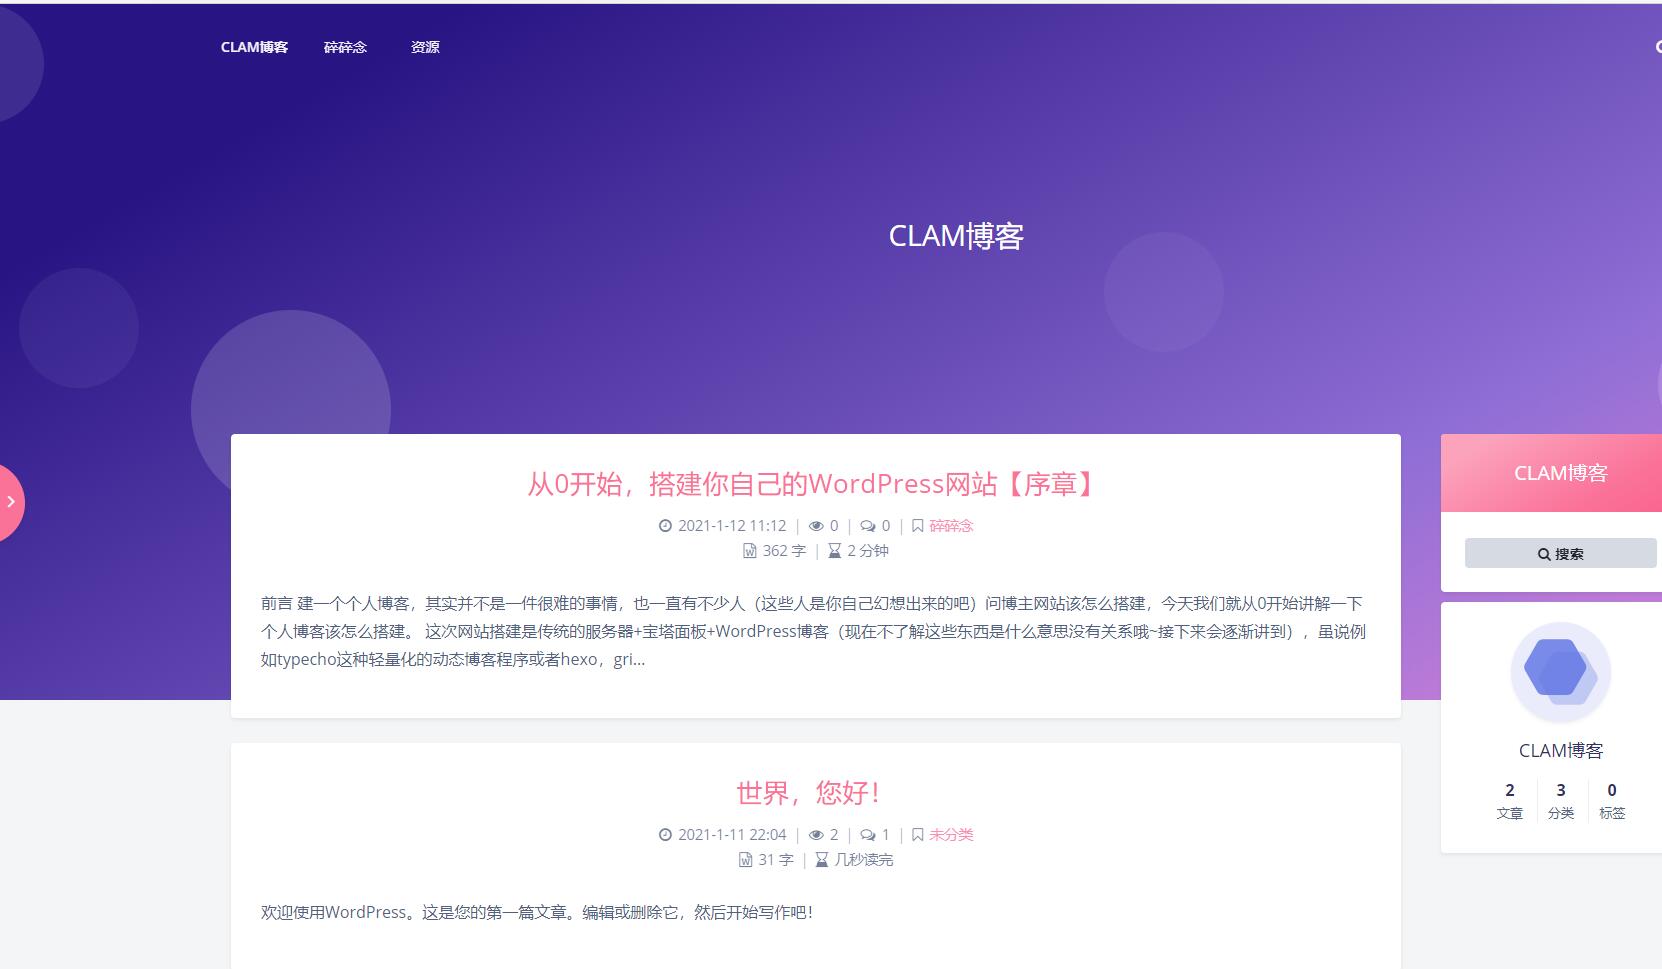 CLAM博客 碎碎念 资源
CLAM博客
从0开始，搭建你自己的WordPress网站【序章】
2021-1-12 11:12 | 0 | 0 | 碎碎念
362 字 | 2 分钟
前言 建一个个人博客，其实并不是一件很难的事情，也一直有不少人（这些人是你自己幻想出来的吧）问博主网站该怎么搭建，今天我们就从0开始讲解一下
个人博客该怎么搭建。 这次网站搭建是传统的服务器+宝塔面板+WordPress博客（现在不了解这些东西是什么意思没有关系哦~接下来会逐渐讲到），虽说例
如typecho这种轻量化的动态博客程序或者hexo，gri...
世界，您好！
2021-1-11 22:04 | 2 | 1 | 未分类
31 字 | 几秒读完
欢迎使用WordPress。这是您的第一篇文章。编辑或删除它，然后开始写作吧！
CLAM博客
搜索
CLAM博客
2 3 0
文章 分类 标签